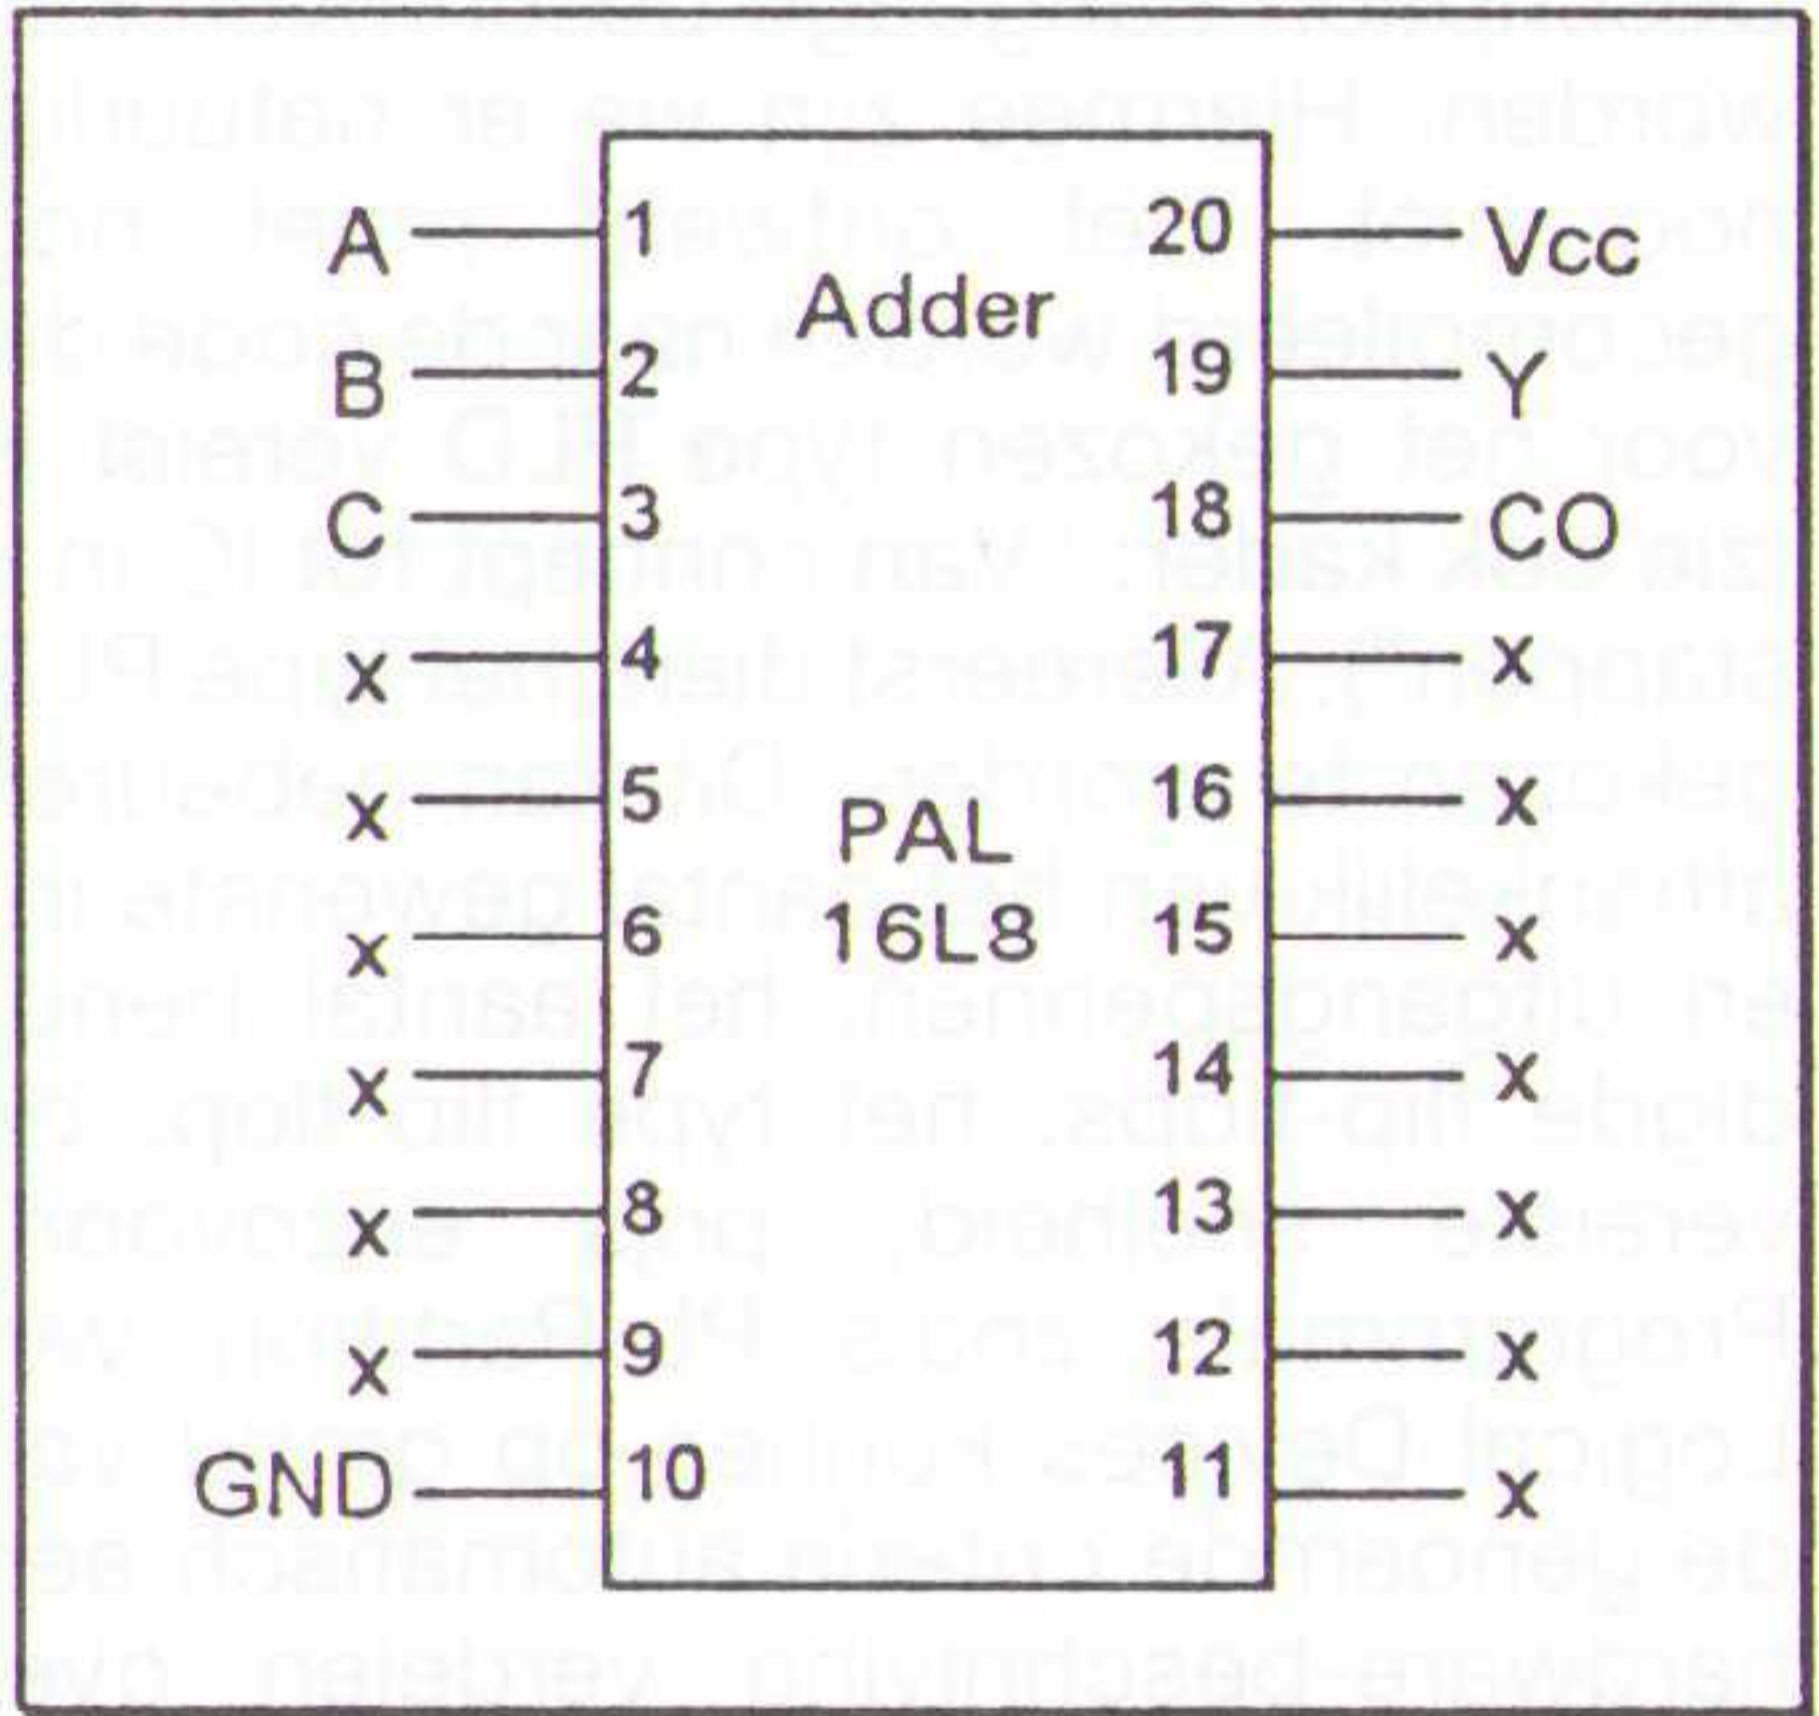 A 1 20 Vcc
Adder
B 2 19 Y
C 3 18 CO
x 4 17 x
x 5 16 x
PAL
x 6 15 x
16L8
x 7 14 x
x 8 13 x
x 9 12 x
GND 10 11 x